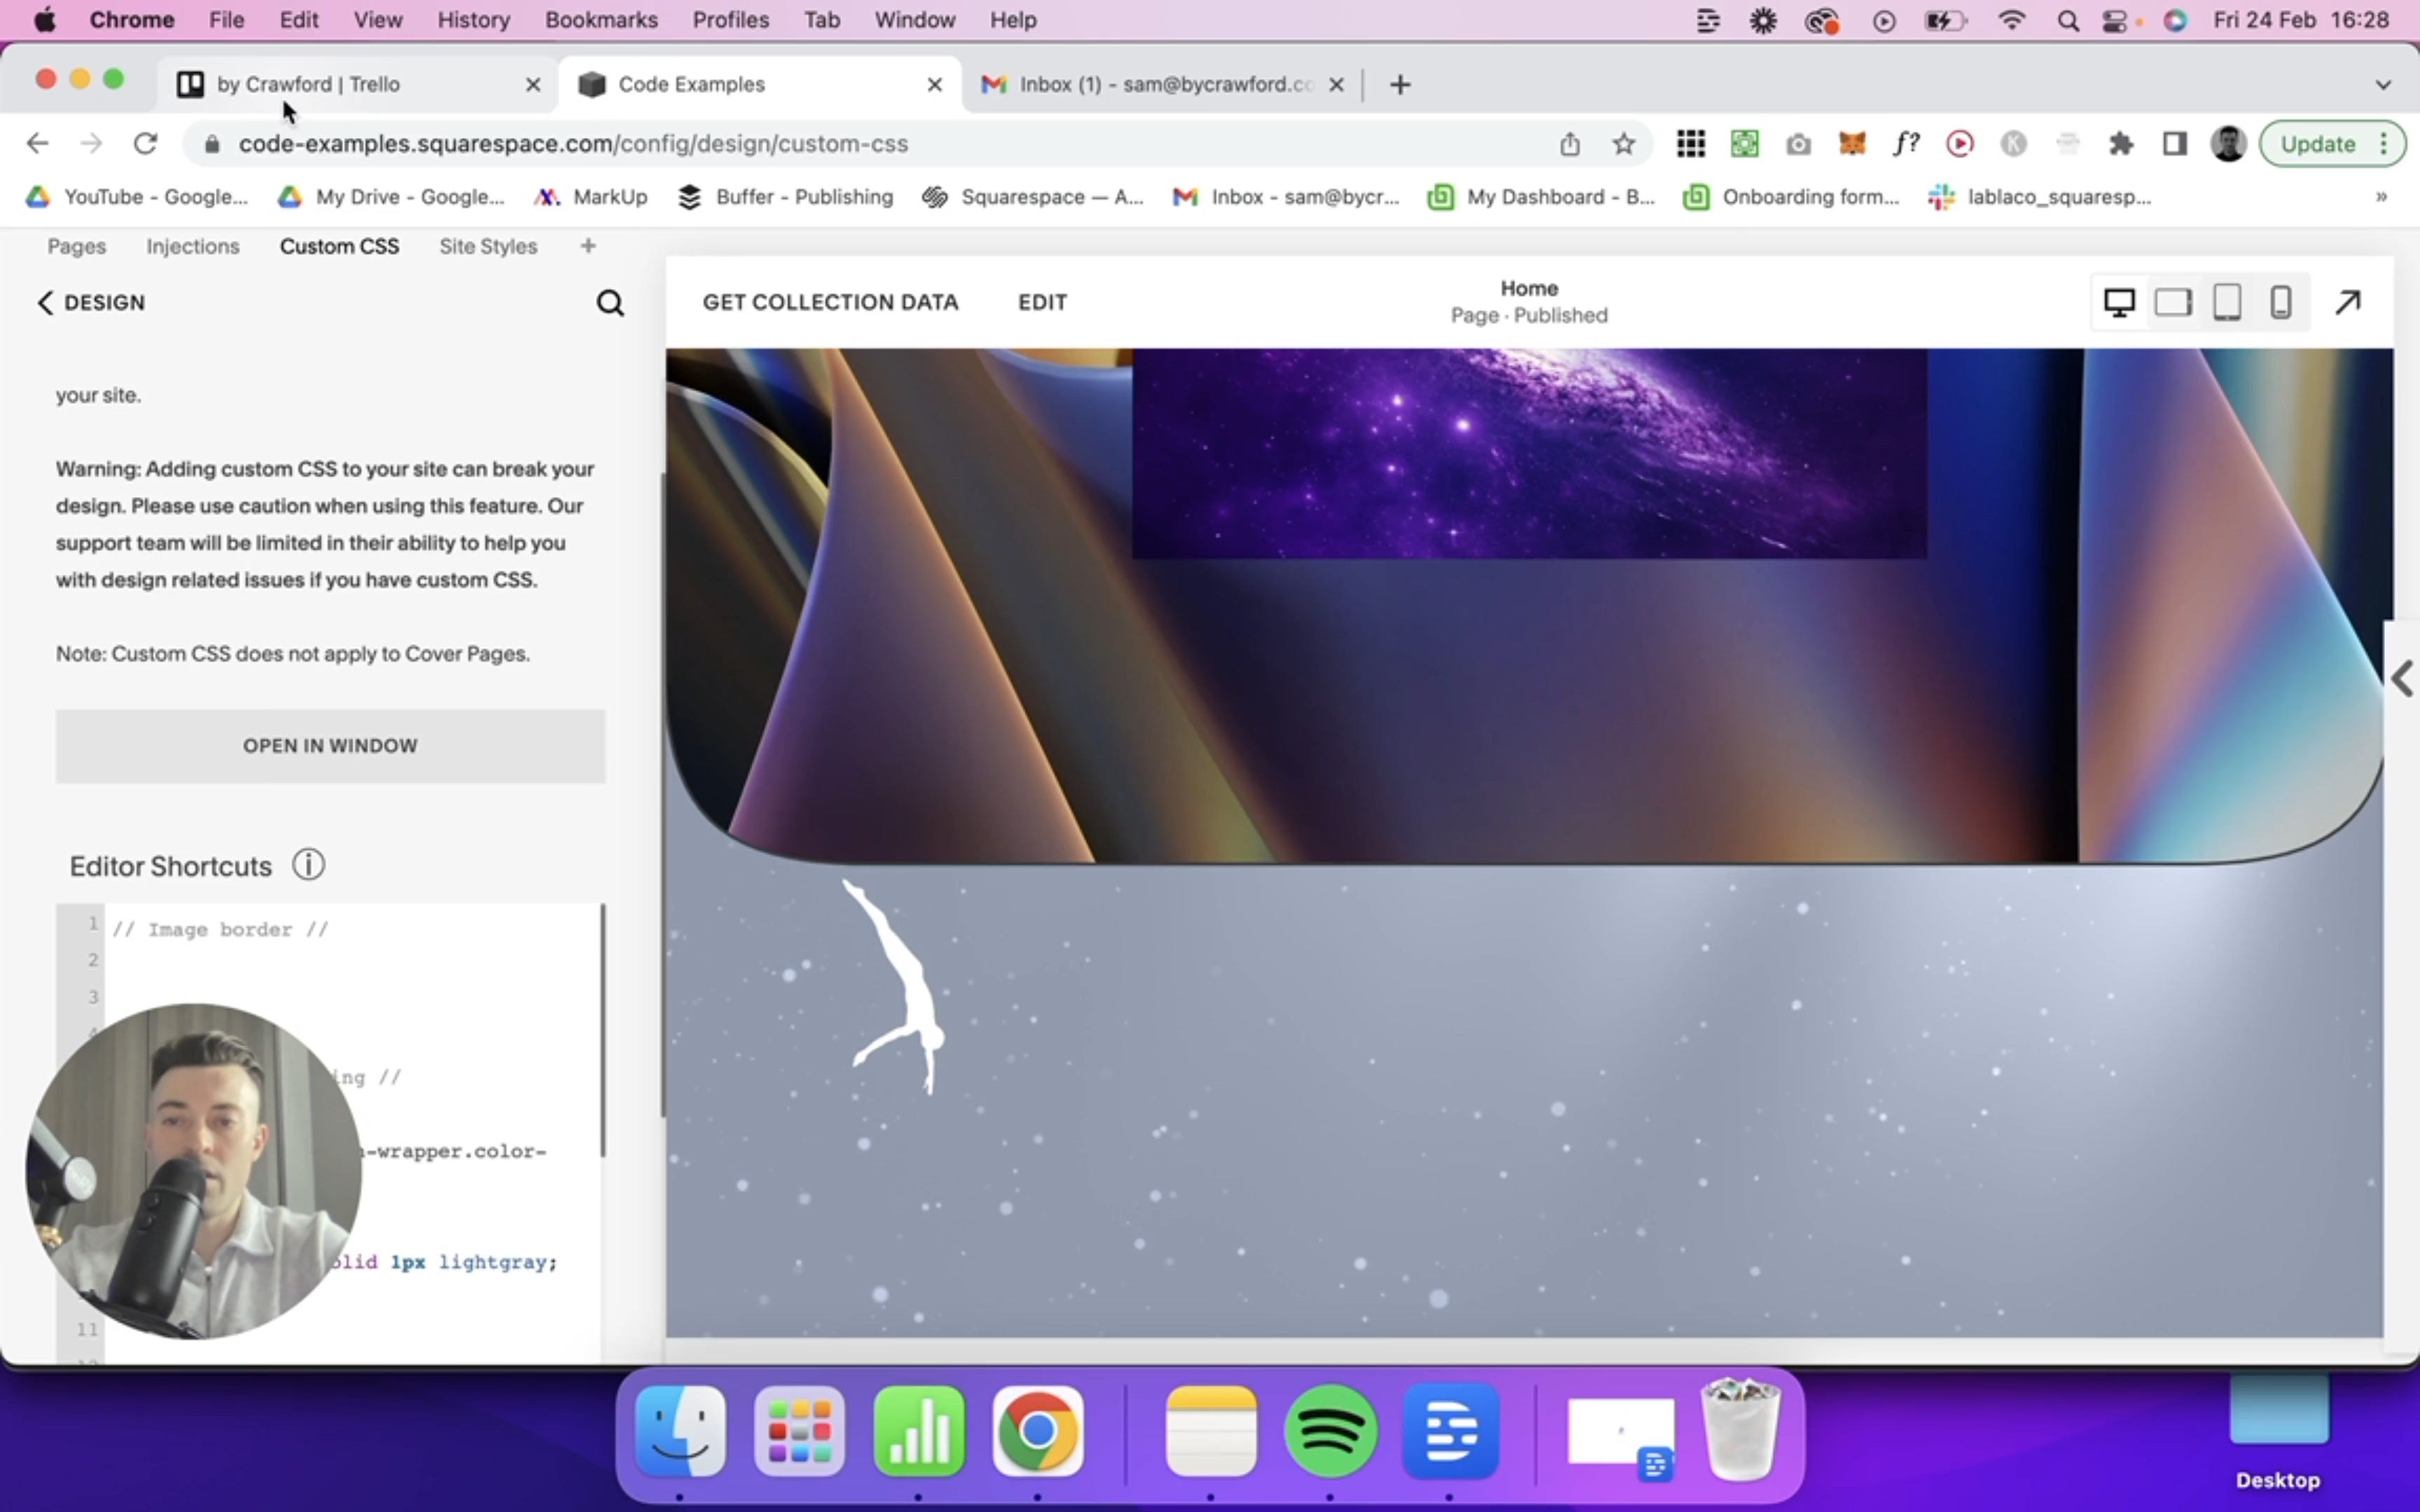 Chrome File Edit View History Bookmarks Profiles Tab Window Help Fri 24 Feb 16:28
by Crawford | Trello Code Examples Inbox (1) - sam@bycrawford.co
code-examples.squarespace.com/config/design/custom-css f? K Update
YouTube - Google... My Drive - Google... MarkUp Buffer - Publishing Squarespace — A... Inbox - sam@bycr... My Dashboard - B... Onboarding form... lablaco_squaresp... »
Pages Injections Custom CSS Site Styles +
DESIGN
GET COLLECTION DATA EDIT
Home
Page · Published
your site.
Warning: Adding custom CSS to your site can break your
design. Please use caution when using this feature. Our
support team will be limited in their ability to help you
with design related issues if you have custom CSS.
Note: Custom CSS does not apply to Cover Pages.
OPEN IN WINDOW
Editor Shortcuts
1 // Image border //
2
3
ing //
-wrapper.color-
olid 1px lightgray;
11
Desktop